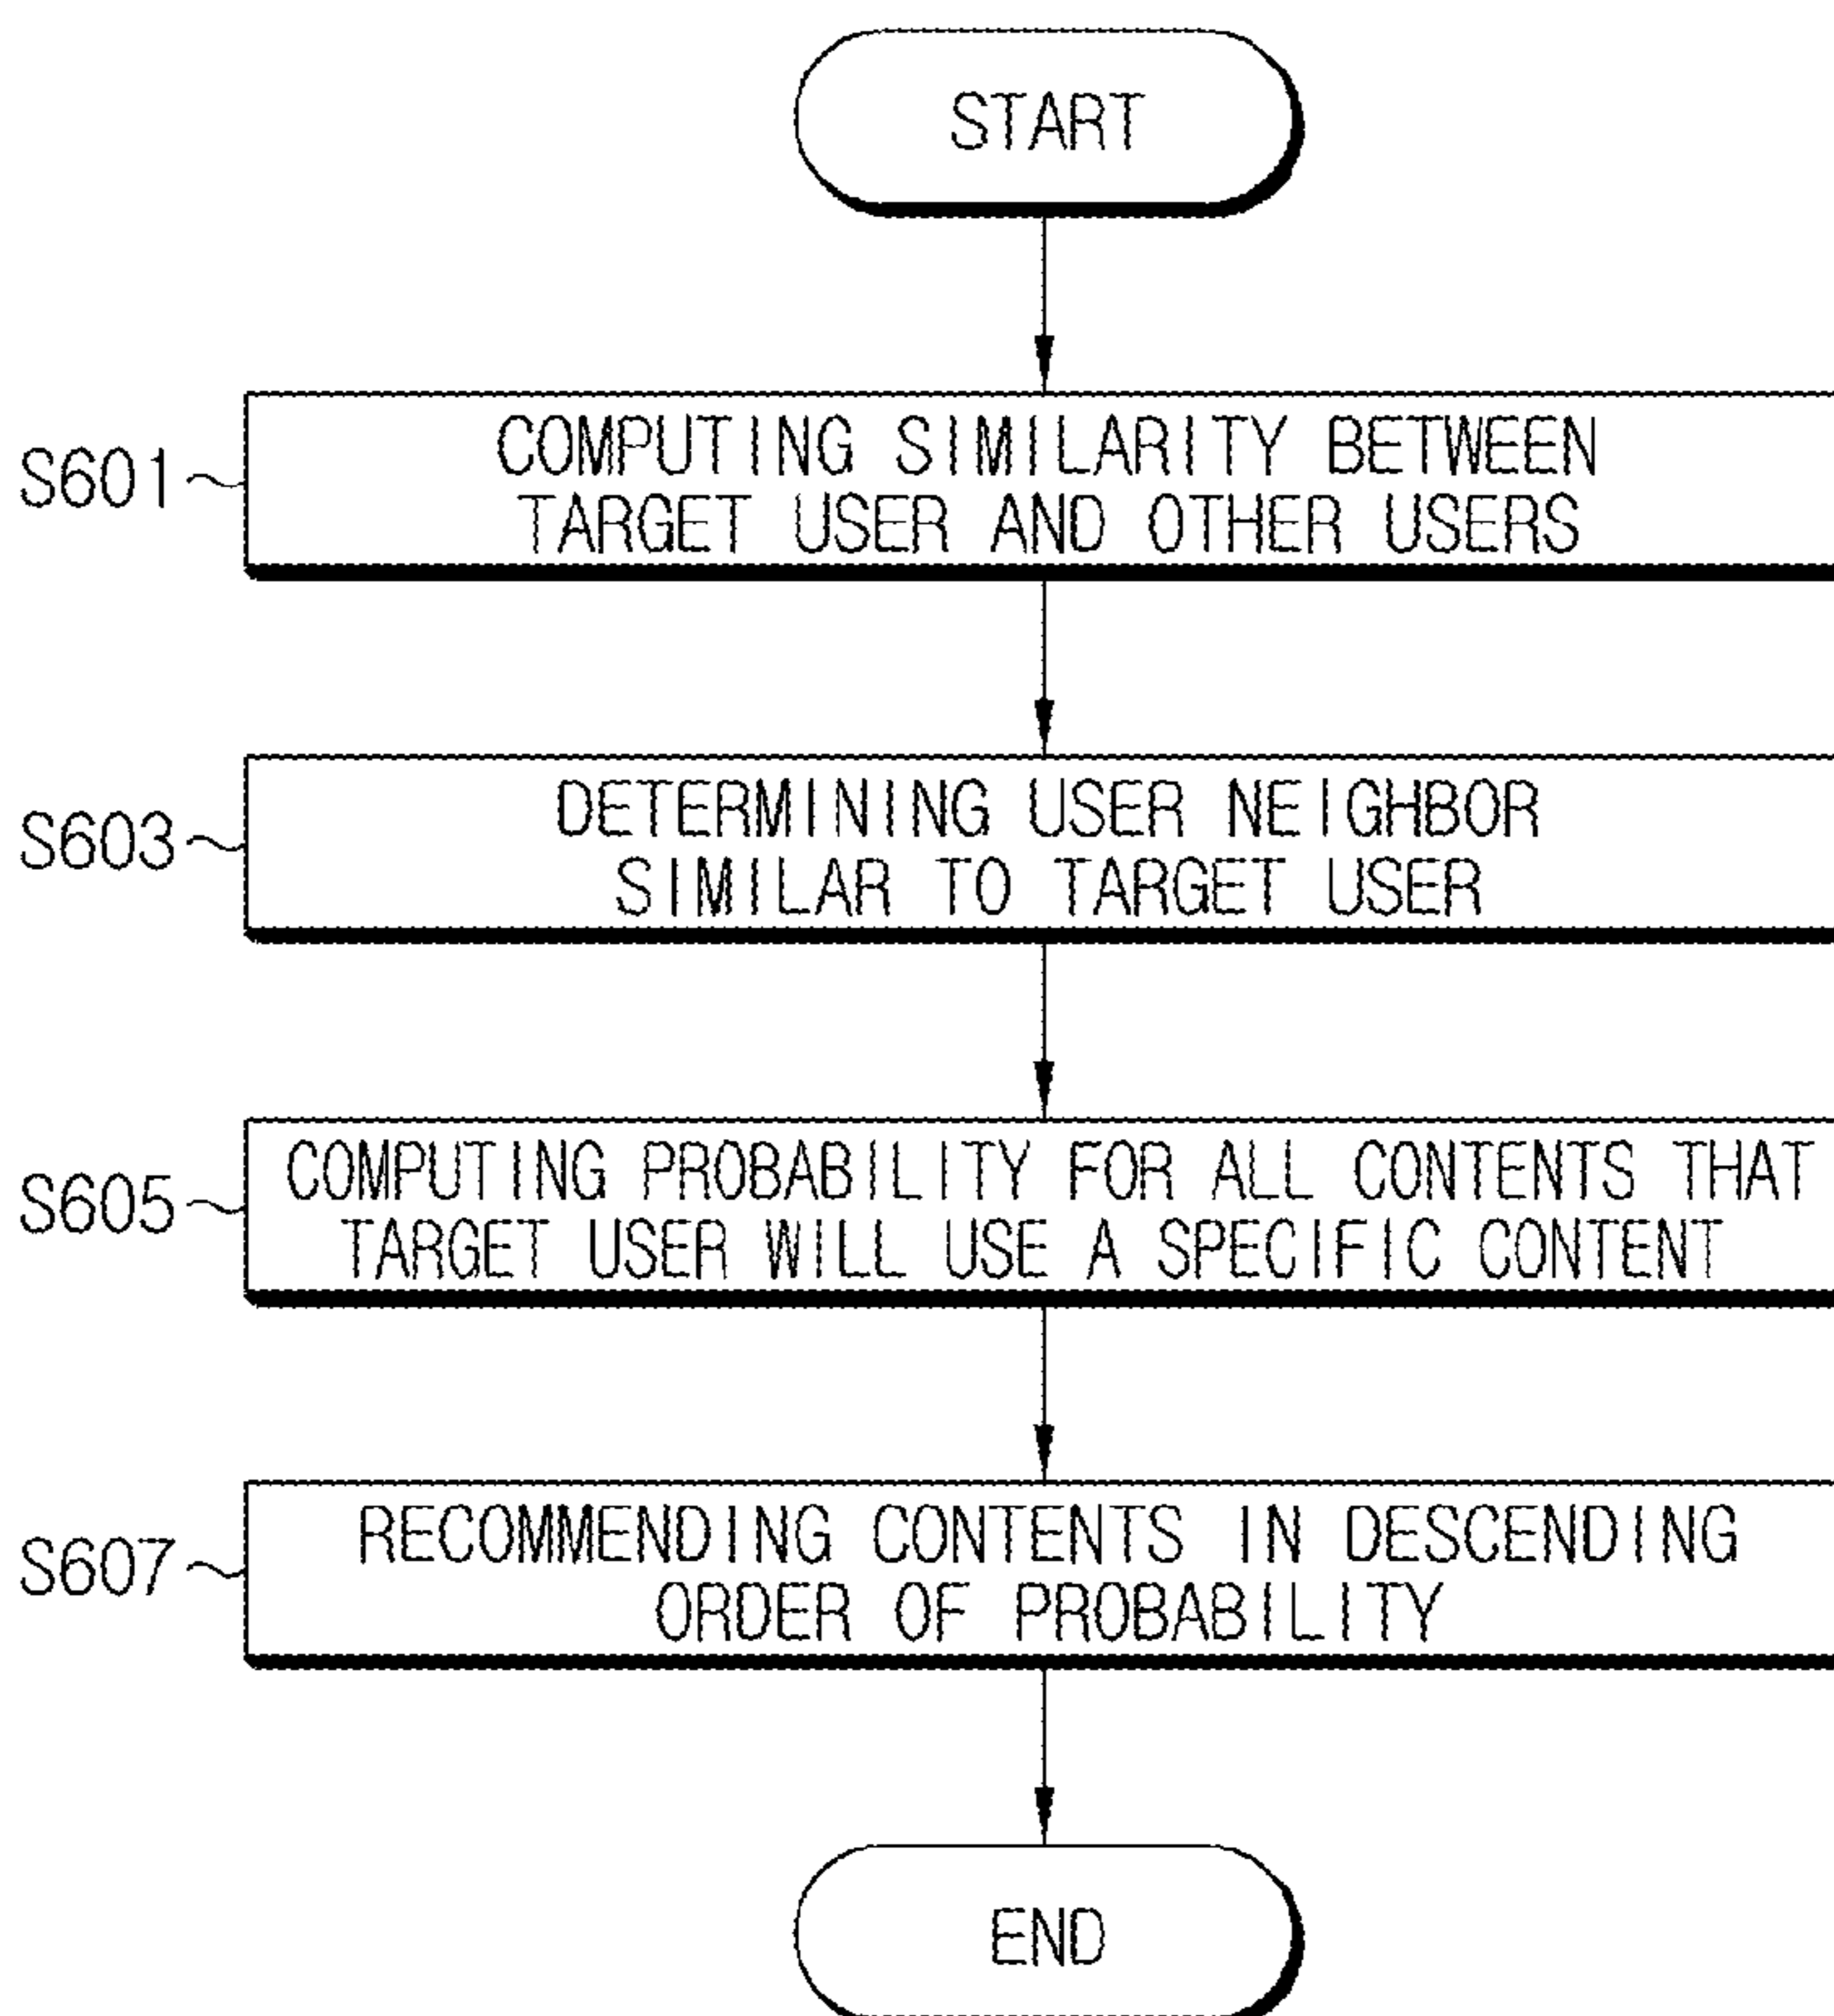 START
S601
COMPUTING SIMILARITY BETWEEN
TARGET USER AND OTHER USERS
S603
DETERMINING USER NEIGHBOR
SIMILAR TO TARGET USER
S605
COMPUTING PROBABILITY FOR ALL CONTENTS THAT
TARGET USER WILL USE A SPECIFIC CONTENT
S607
RECOMMENDING CONTENTS IN DESCENDING
ORDER OF PROBABILITY
END